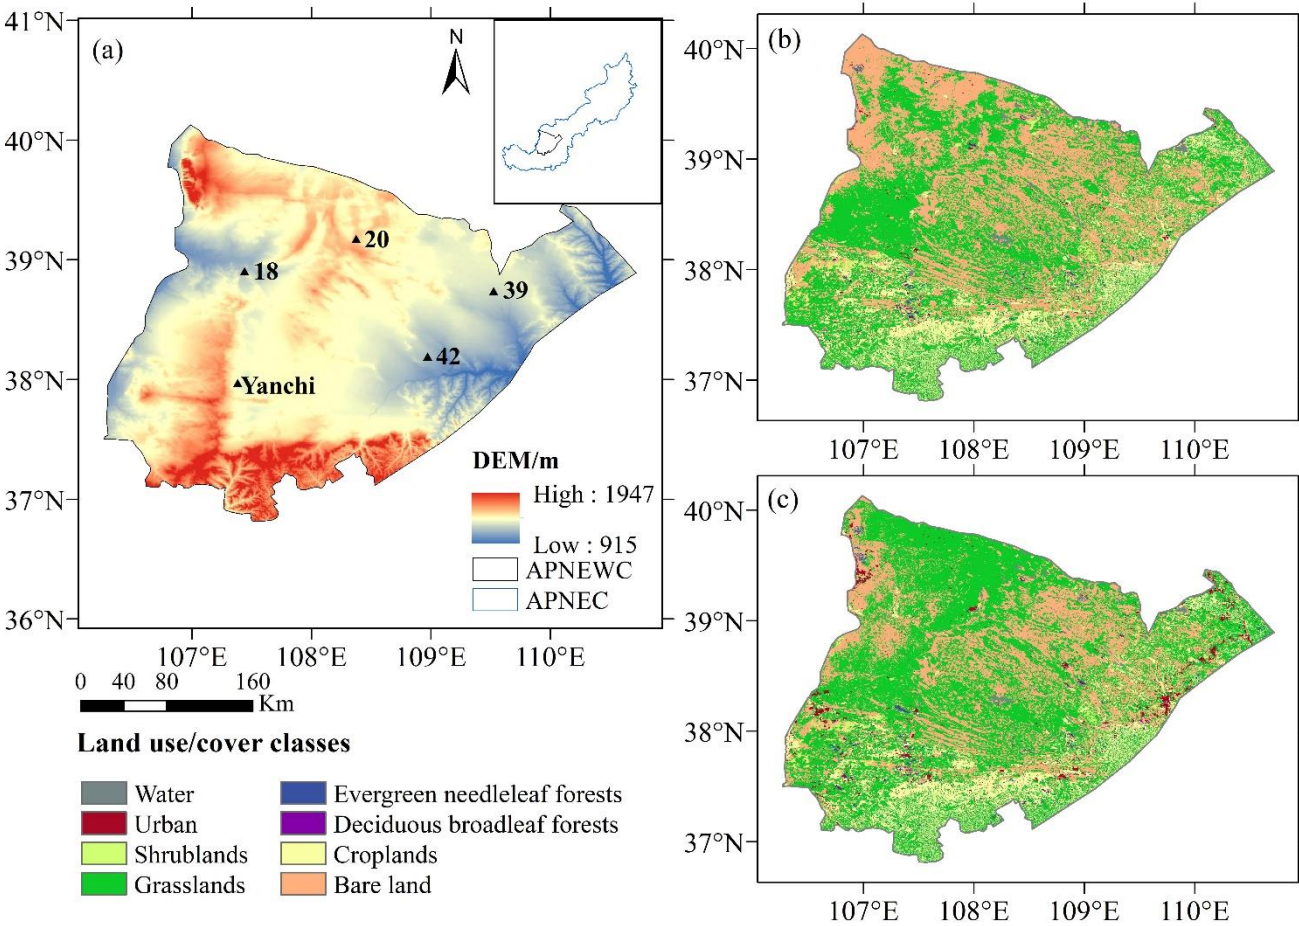 (a)
N
41°N
40°N
39°N
38°N
37°N
36°N
18
20
39
42
Yanchi
DEM/m
High : 1947
Low : 915
APNEWC
APNEC
107°E 108°E 109°E 110°E
0 40 80 160
Km
Land use/cover classes
Water
Urban
Shrublands
Grasslands
Evergreen needleleaf forests
Deciduous broadleaf forests
Croplands
Bare land
(b)
40°N
39°N
38°N
37°N
107°E 108°E 109°E 110°E
(c)
40°N
39°N
38°N
37°N
107°E 108°E 109°E 110°E